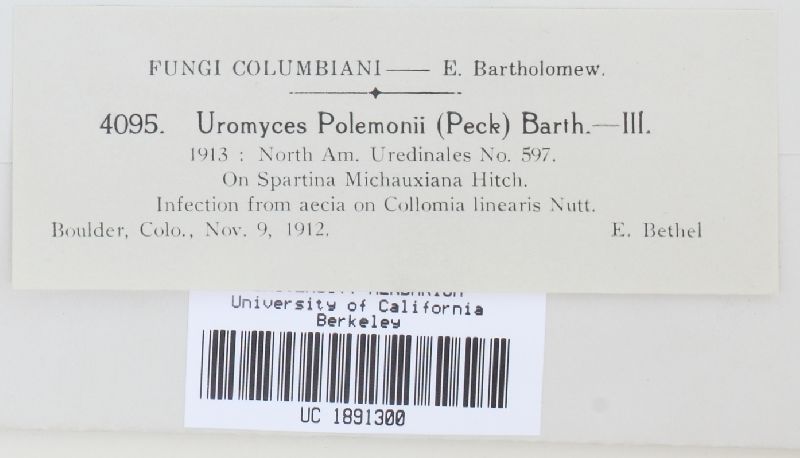 FUNGI COLUMBIANI — E. Bartholomew.
4095. Uromyces Polemonii (Peck) Barth.—III.
1913 : North Am. Uredinales No. 597.
On Spartina Michauxiana Hitch.
Infection from aecia on Collomia linearis Nutt.
Boulder, Colo., Nov. 9, 1912. E. Bethel
University of California
Berkeley
UC 1891300